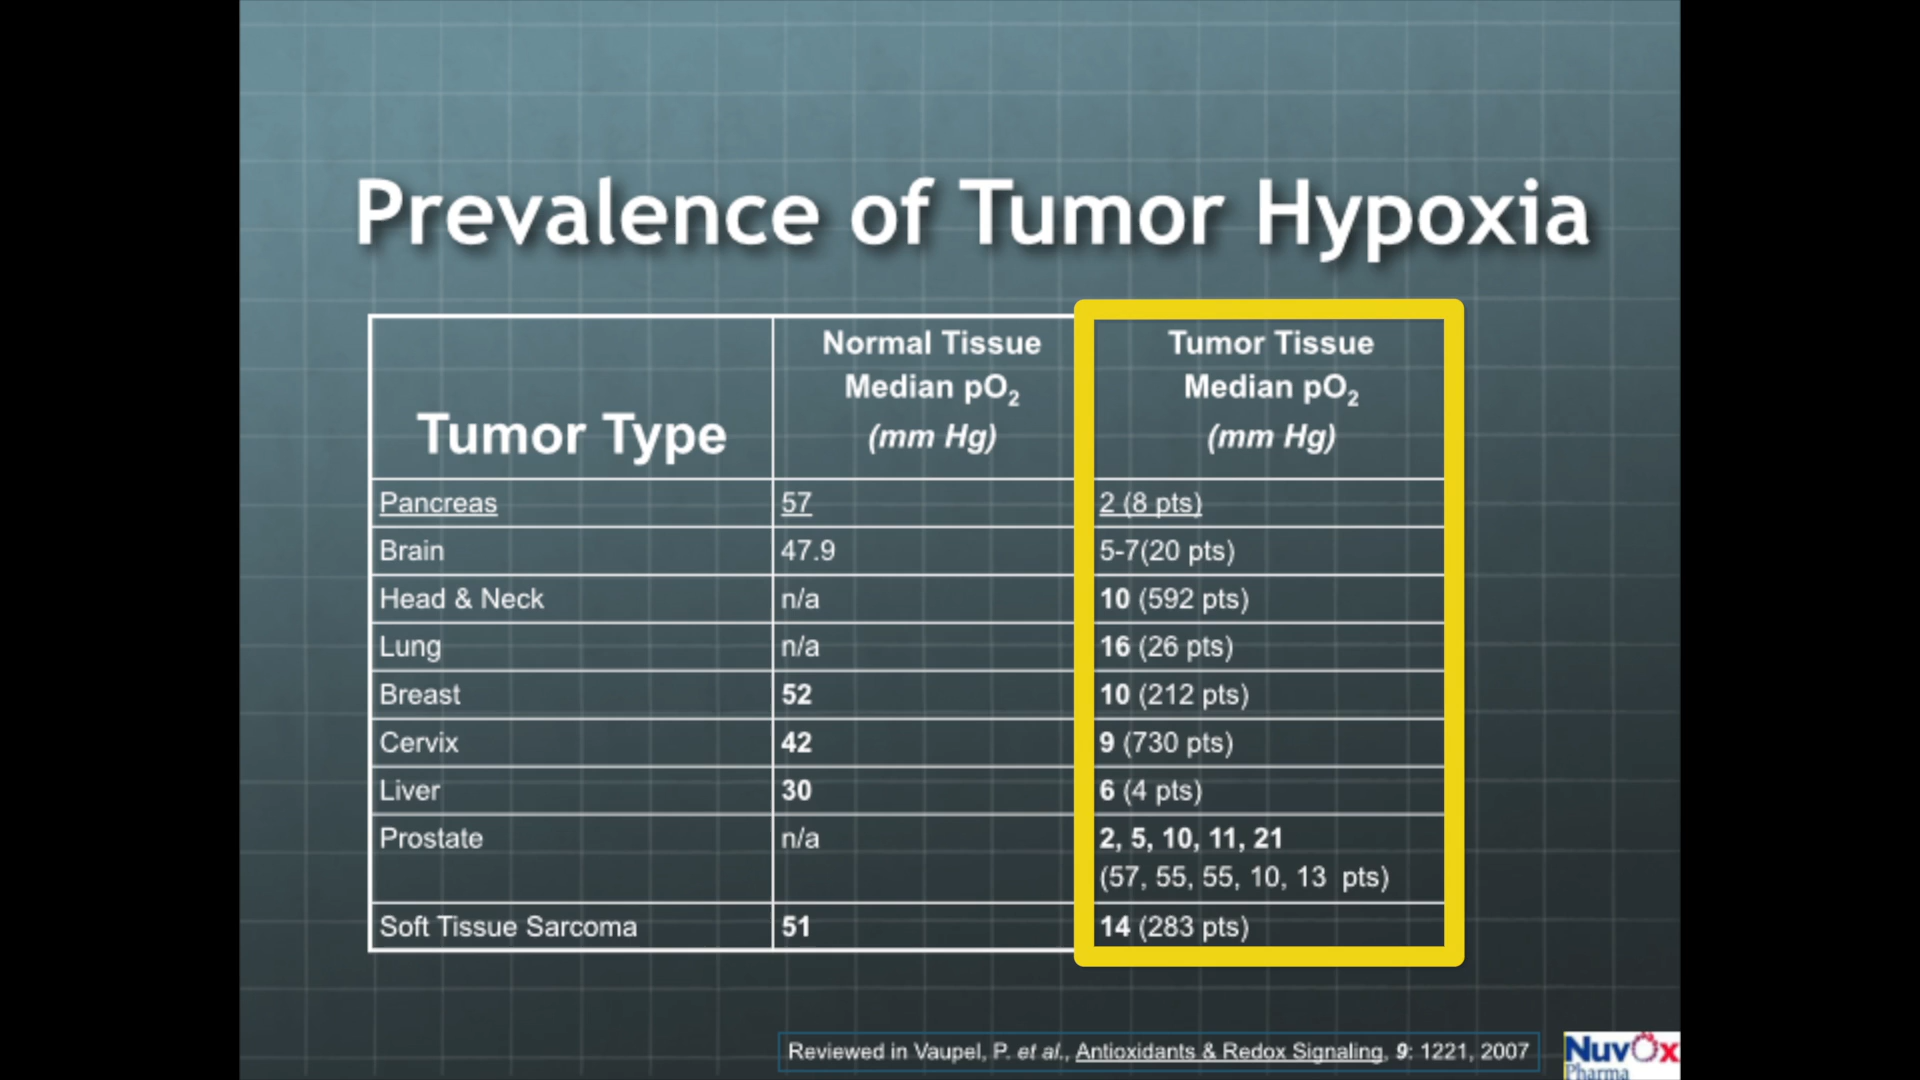 Prevalence of Tumor Hypoxia
Tumor Type
Normal Tissue
Median pO₂
(mm Hg)
Tumor Tissue
Median pO₂
(mm Hg)
Pancreas 57 2 (8 pts)
Brain 47.9 5-7(20 pts)
Head & Neck n/a 10 (592 pts)
Lung n/a 16 (26 pts)
Breast 52 10 (212 pts)
Cervix 42 9 (730 pts)
Liver 30 6 (4 pts)
Prostate n/a 2, 5, 10, 11, 21
(57, 55, 55, 10, 13 pts)
Soft Tissue Sarcoma 51 14 (283 pts)
Reviewed in Vaupel, P. et al., Antioxidants & Redox Signaling, 9: 1221, 2007
NuvOx
Pharma